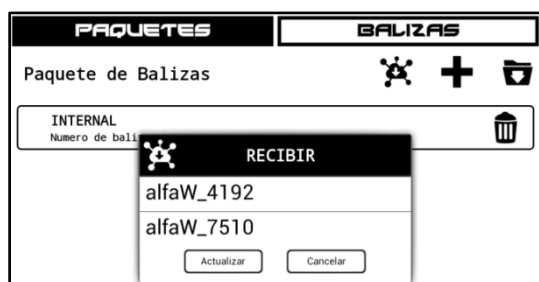 PAQUETES
BALIZAS
Paquete de Balizas
INTERNAL
Numero de bali
RECIBIR
alfaW_4192
alfaW_7510
Actualizar
Cancelar